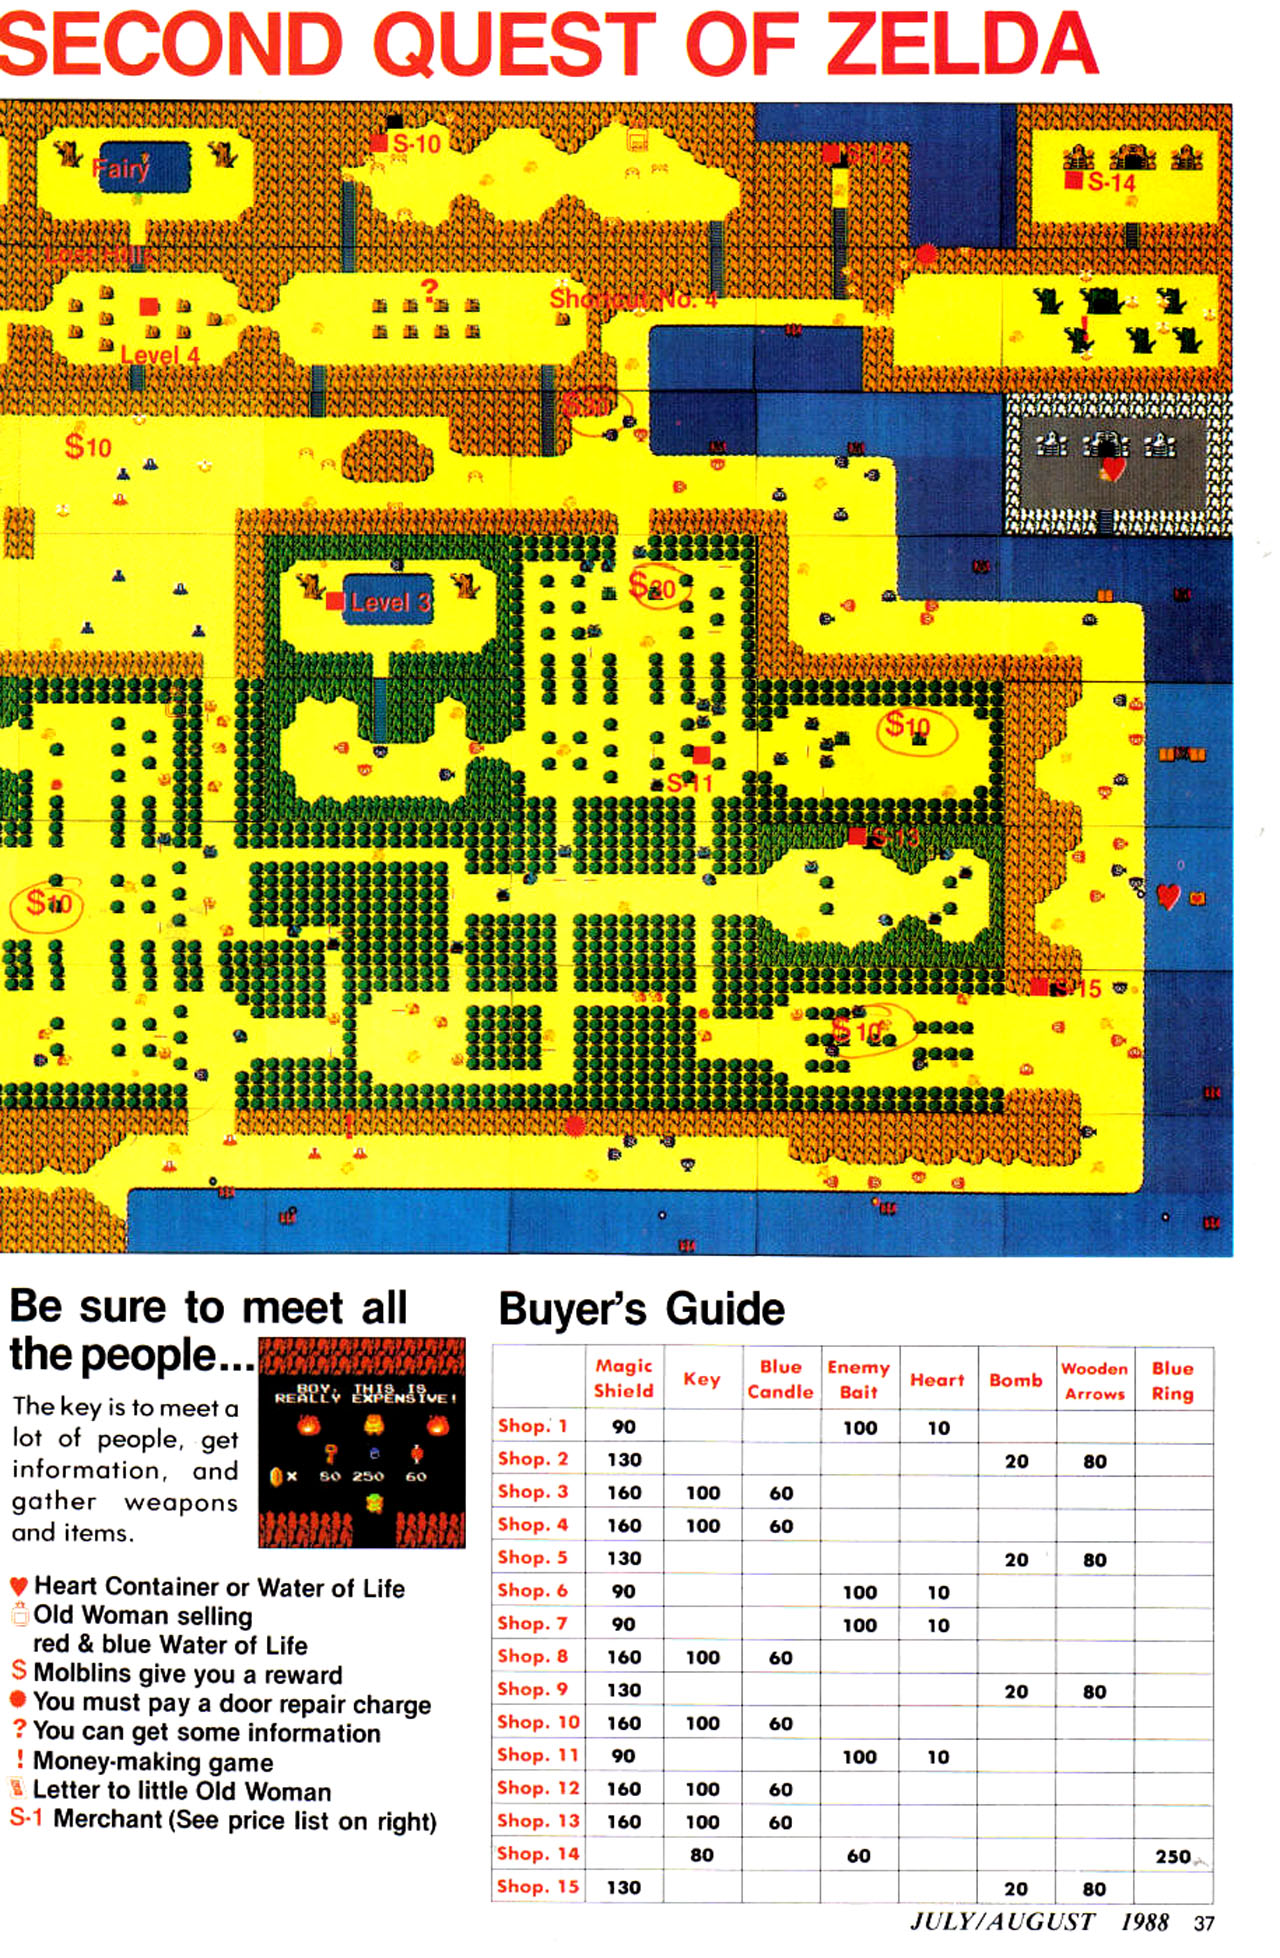 SECOND QUEST OF ZELDA
Fairy
S-10
S-12
S-14
Lost Hills
?
Shortcut No. 4
!
Level 4
$30
$10
Level 3
$20
$10
S-11
S-13
$10
S-15
$10
!
Be sure to meet all
the people...
The key is to meet a
lot of people, get
information, and
gather weapons
and items.
BOY, THIS IS
REALLY EXPENSIVE!
X 80 250 60
Heart Container or Water of Life
Old Woman selling
red & blue Water of Life
$ Molblins give you a reward
You must pay a door repair charge
? You can get some information
! Money-making game
Letter to little Old Woman
S-1 Merchant (See price list on right)
Buyer's Guide
Magic Shield Key Blue Candle Enemy Bait Heart Bomb Wooden Arrows Blue Ring
Shop. 1 90 100 10
Shop. 2 130 20 80
Shop. 3 160 100 60
Shop. 4 160 100 60
Shop. 5 130 20 80
Shop. 6 90 100 10
Shop. 7 90 100 10
Shop. 8 160 100 60
Shop. 9 130 20 80
Shop. 10 160 100 60
Shop. 11 90 100 10
Shop. 12 160 100 60
Shop. 13 160 100 60
Shop. 14 80 60 250
Shop. 15 130 20 80
JULY/AUGUST 1988 37